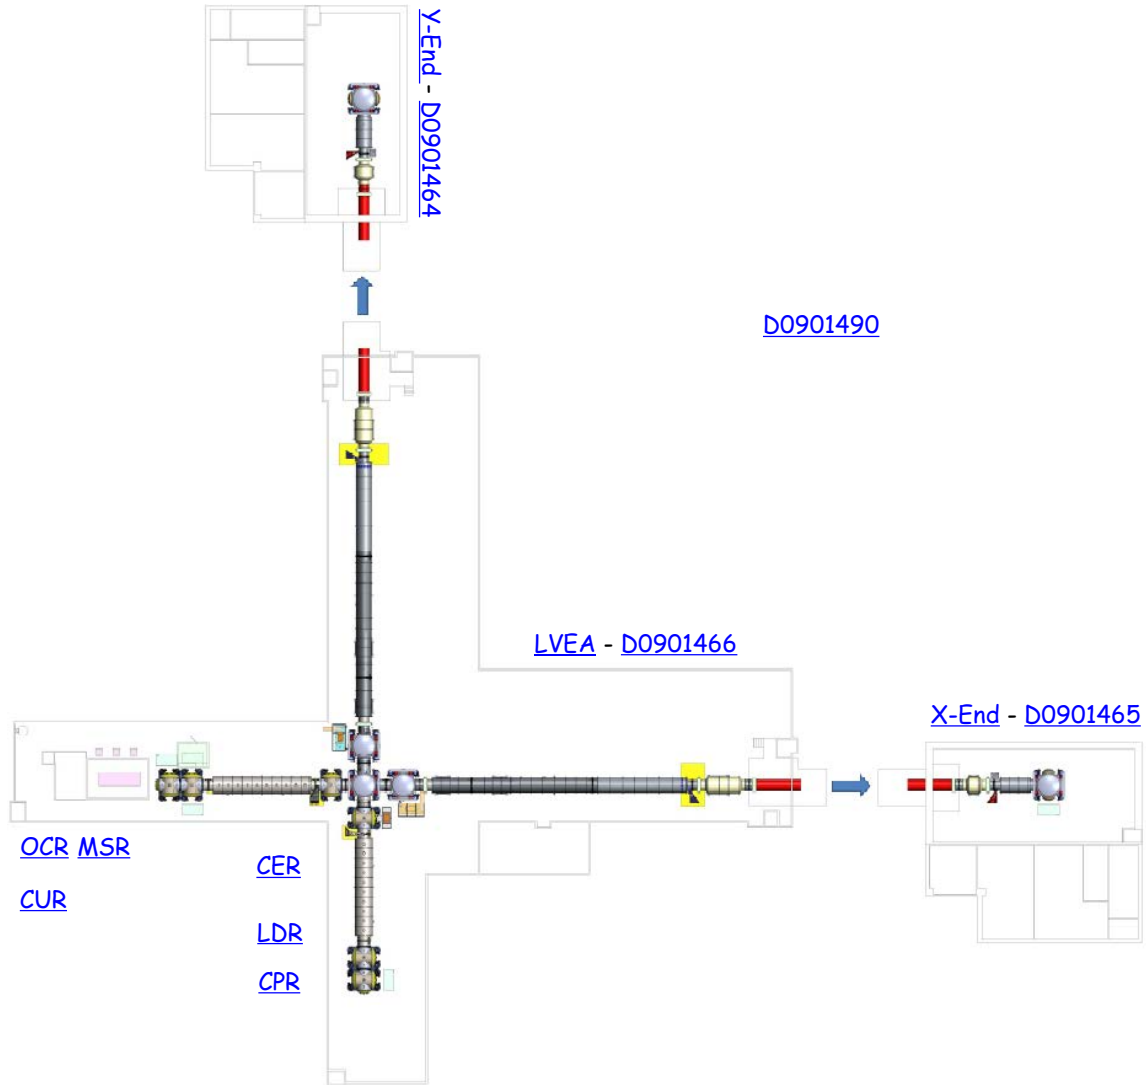 Y-End - D0901464
D0901490
LVEA - D0901466
X-End - D0901465
OCR MSR
CER
CUR
LDR
CPR